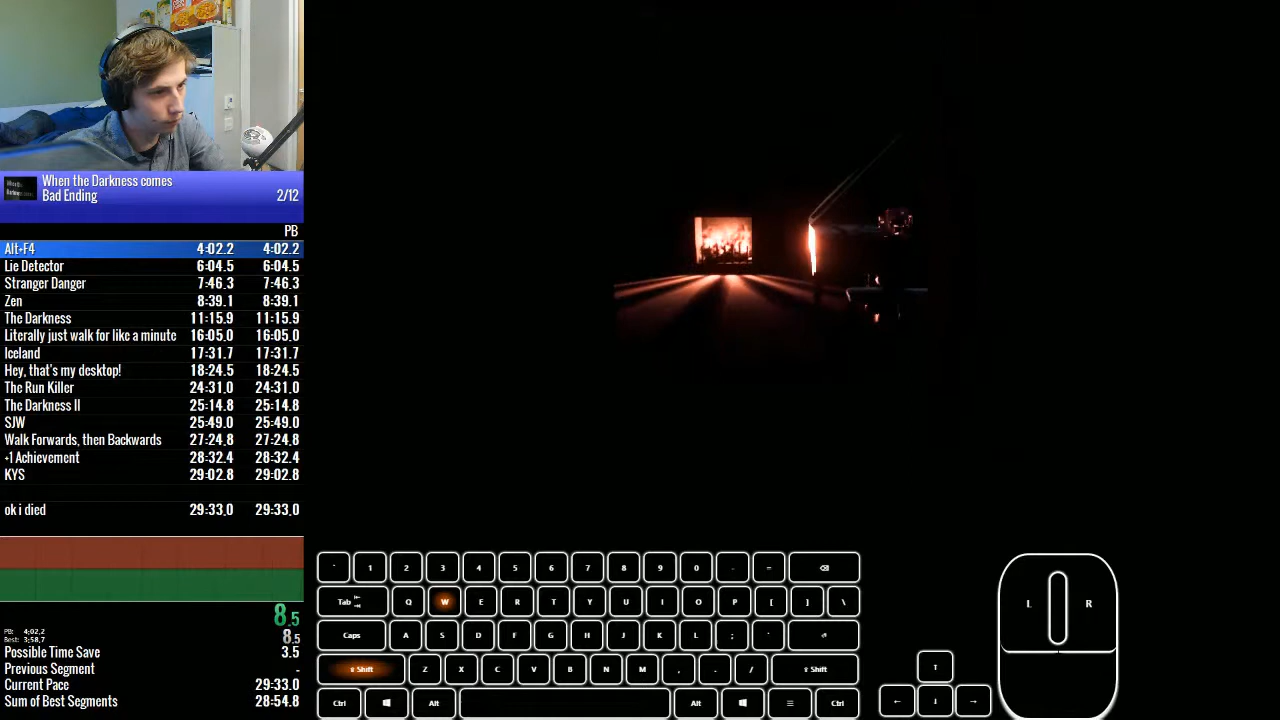 When the Darkness comes
Bad Ending 2/12
PB
Alt+F4 4:02.2 4:02.2
Lie Detector 6:04.5 6:04.5
Stranger Danger 7:46.3 7:46.3
Zen 8:39.1 8:39.1
The Darkness 11:15.9 11:15.9
Literally just walk for like a minute 16:05.0 16:05.0
Iceland 17:31.7 17:31.7
Hey, that's my desktop! 18:24.5 18:24.5
The Run Killer 24:31.0 24:31.0
The Darkness II 25:14.8 25:14.8
SJW 25:49.0 25:49.0
Walk Forwards, then Backwards 27:24.8 27:24.8
+1 Achievement 28:32.4 28:32.4
KYS 29:02.8 29:02.8
ok i died 29:33.0 29:33.0
8.5
PB: 4:02,2
Best: 3:58,7
8.5
Possible Time Save 3.5
Previous Segment -
Current Pace 29:33.0
Sum of Best Segments 28:54.8
` 1 2 3 4 5 6 7 8 9 0 - = ⌫
Tab ⇤⇥ Q W E R T Y U I O P [ ] \
Caps A S D F G H J K L ; ' ⏎
⇧ Shift Z X C V B N M , . / ⇧ Shift
Ctrl Alt Alt ≡ Ctrl
↑
← ↓ →
L R